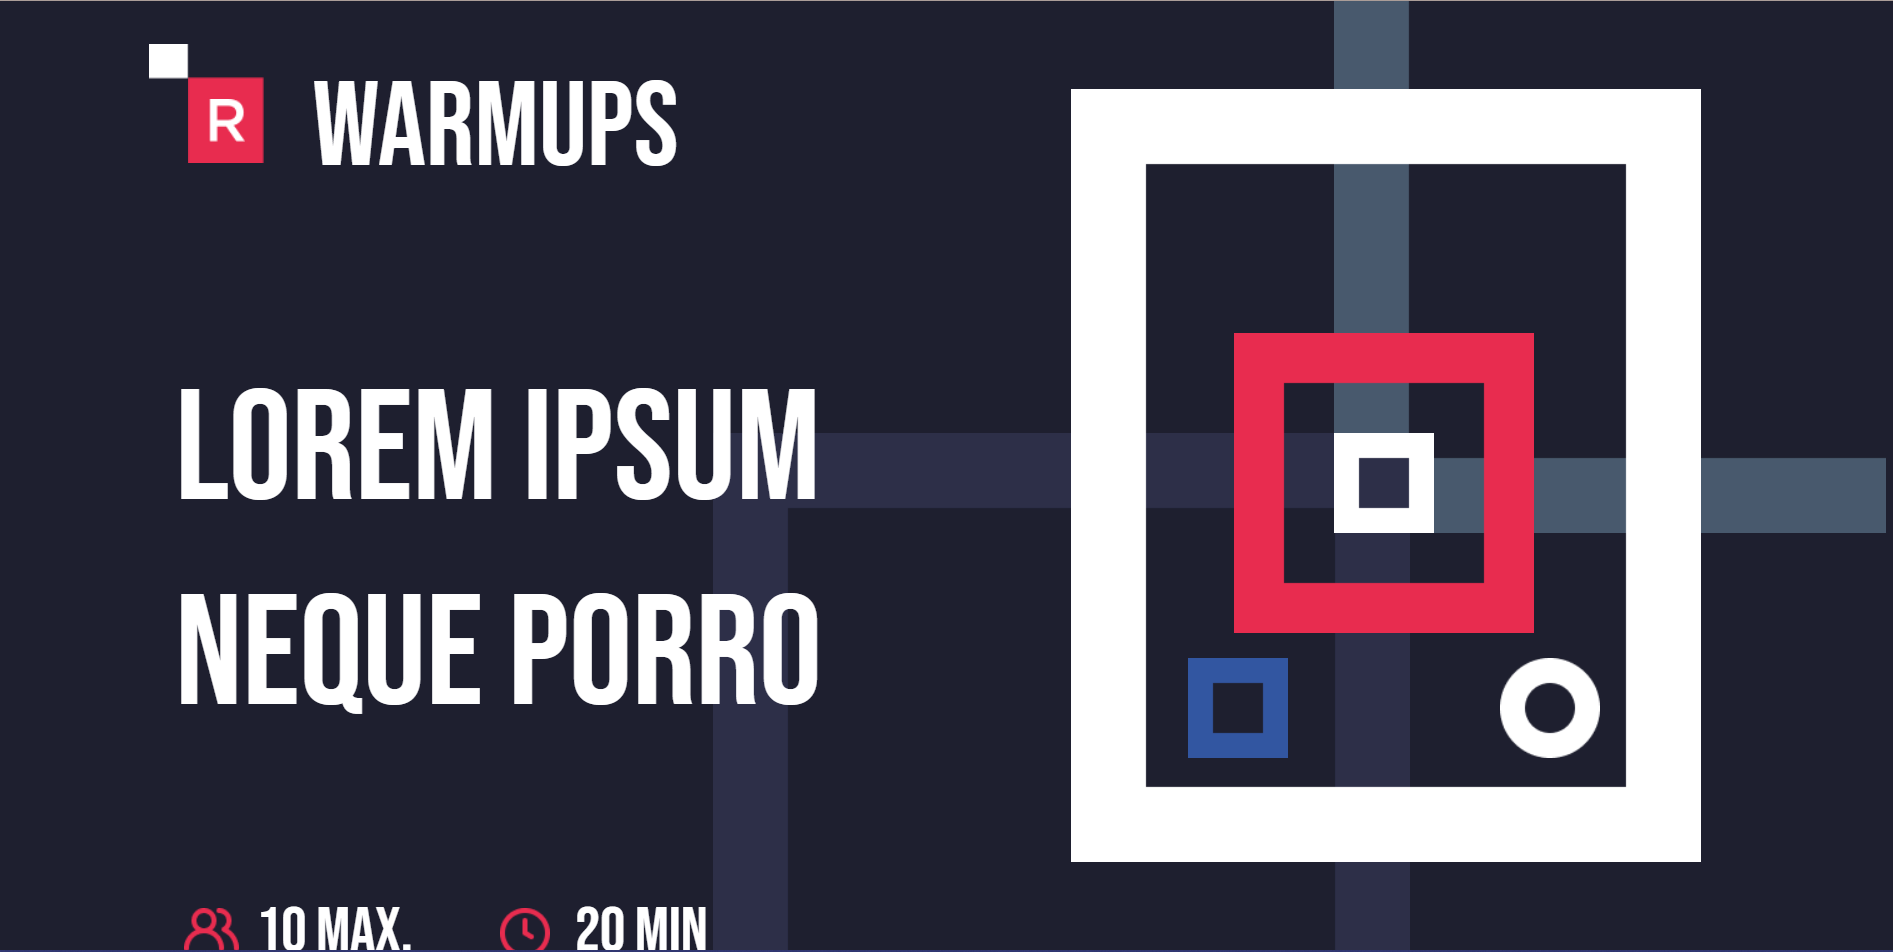 R
WARMUPS
LOREM IPSUM
NEQUE PORRO
10 MAX.
20 MIN